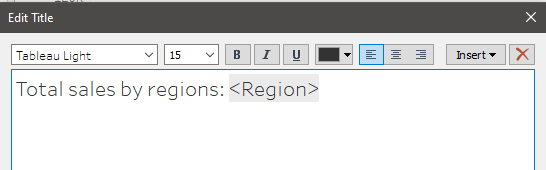 Edit Title
Tableau Light 15 B I U Insert
Total sales by regions: <Region>